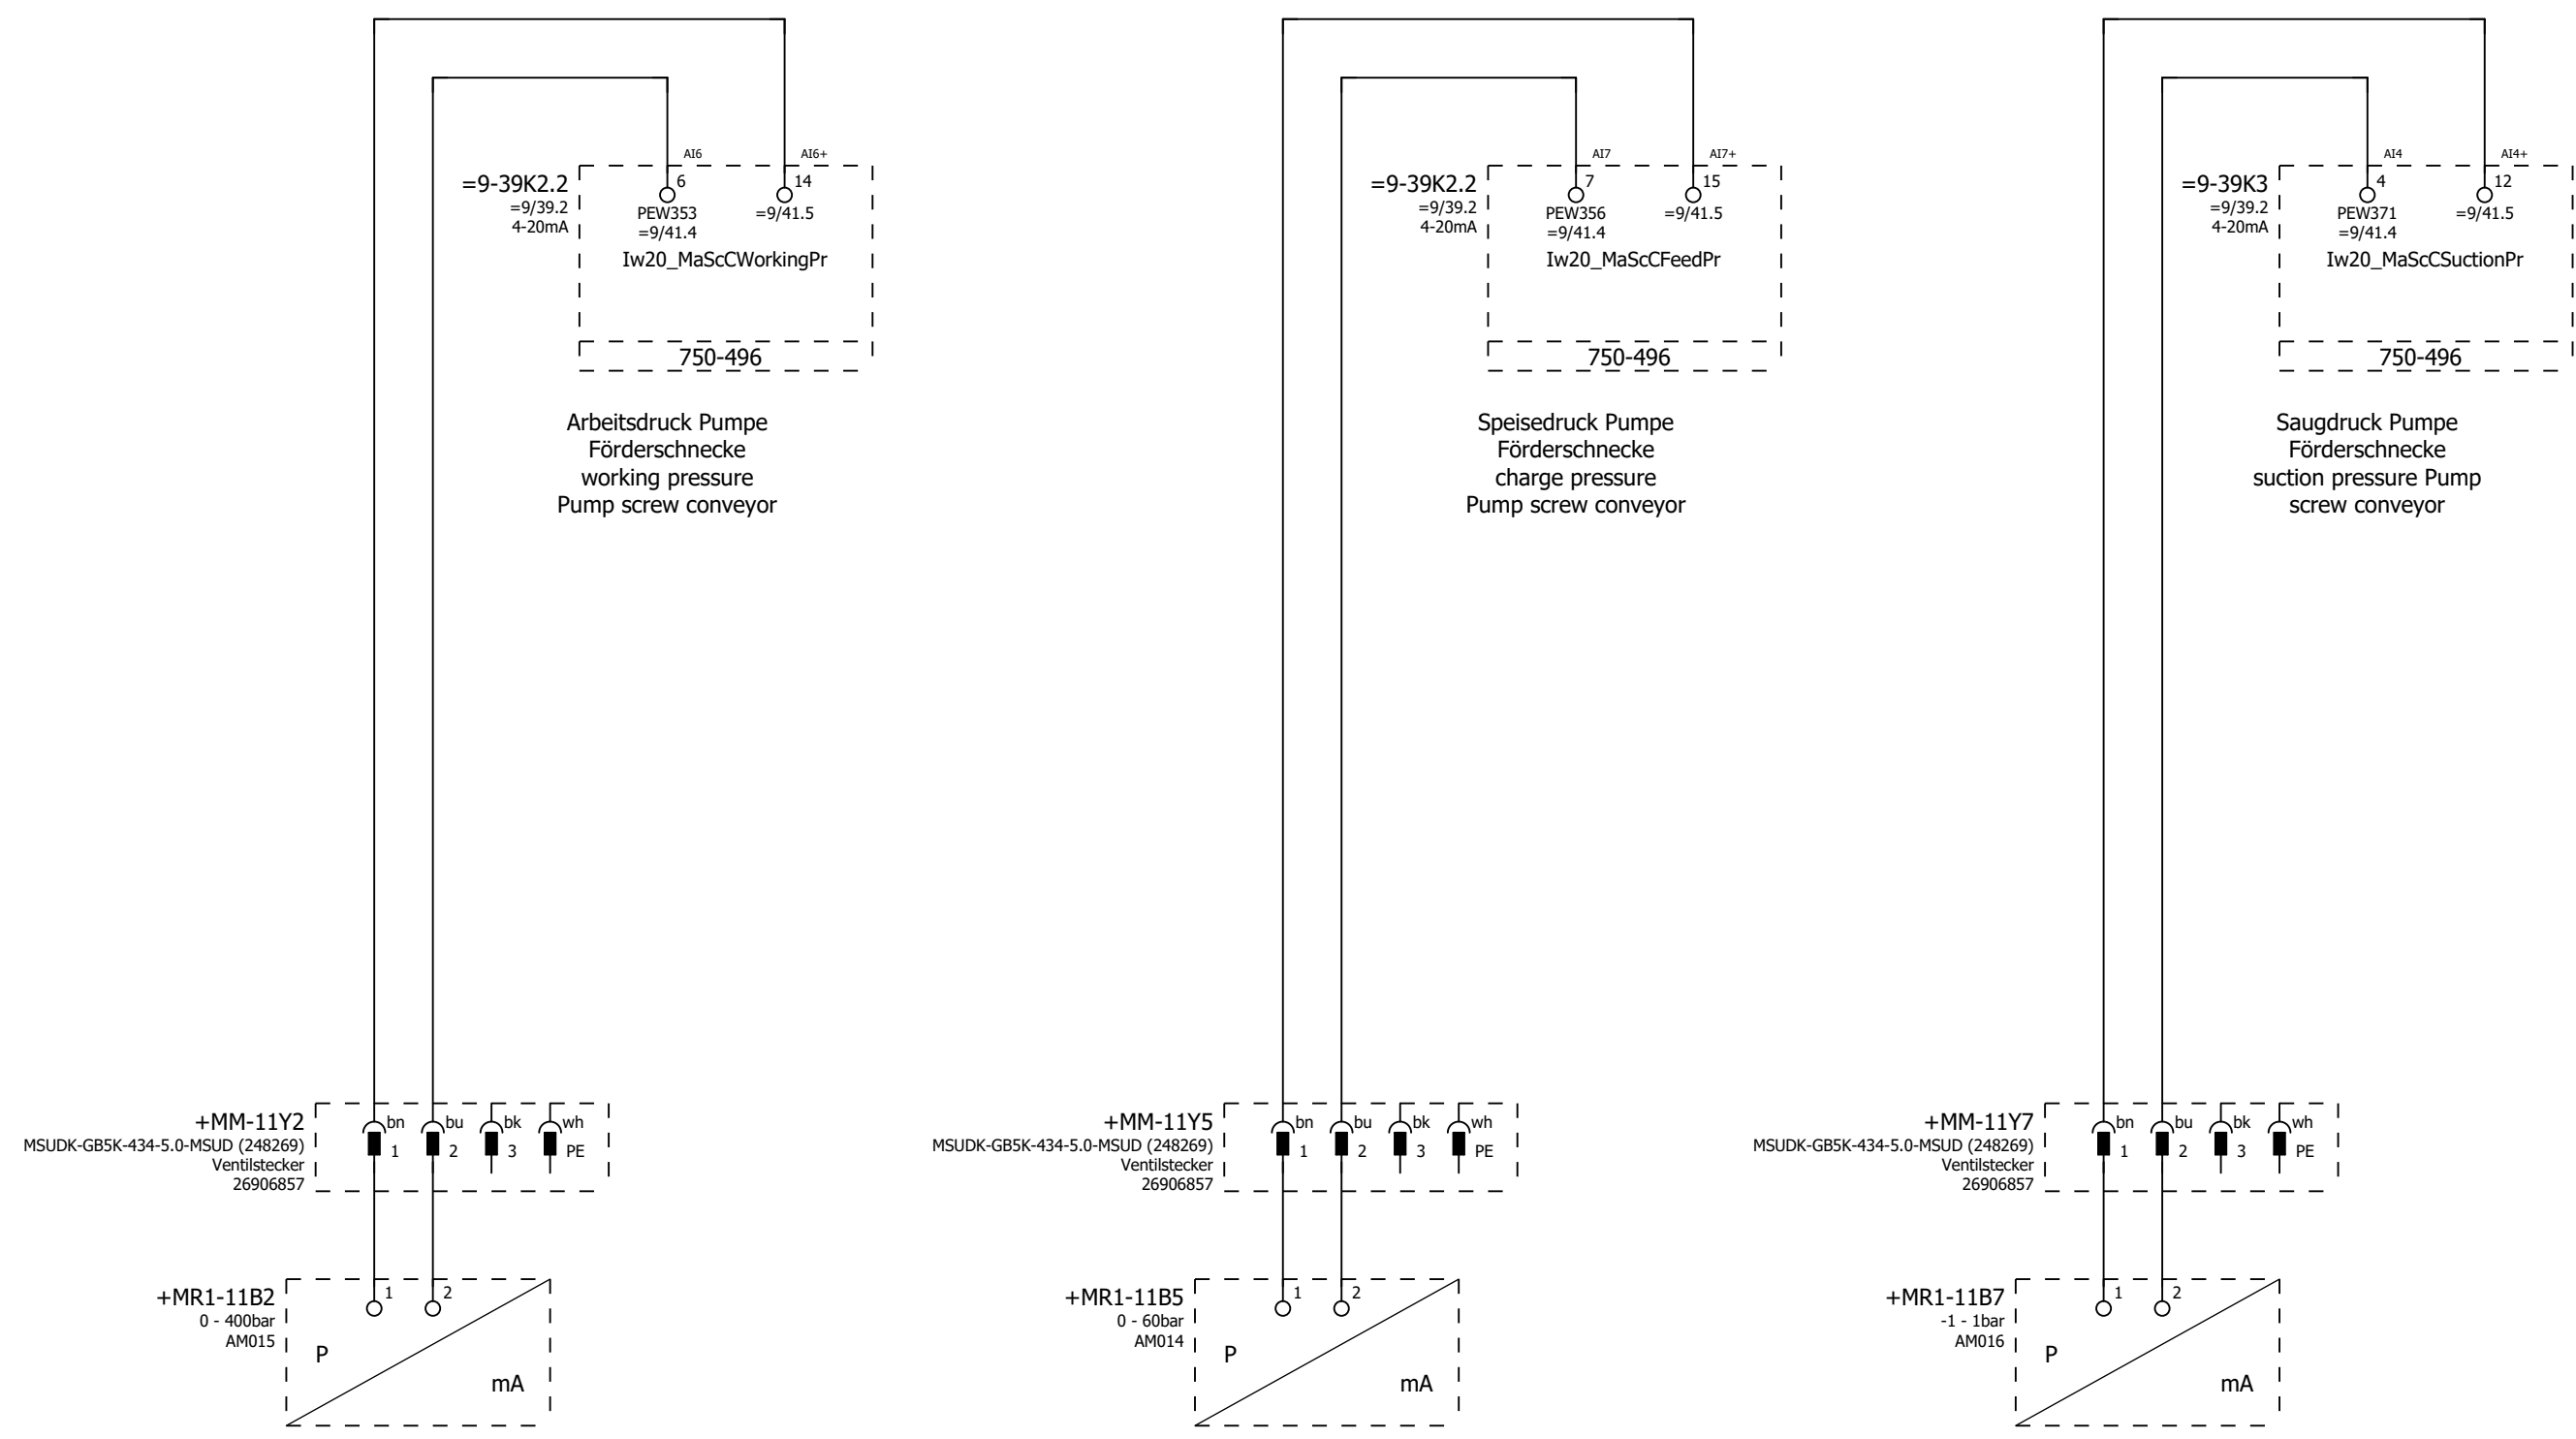 AI6 AI6+
=9-39K2.2
=9/39.2
4-20mA
6 14
PEW353 =9/41.5
=9/41.4
Iw20_MaScCWorkingPr
750-496
Arbeitsdruck Pumpe
Förderschnecke
working pressure
Pump screw conveyor
+MM-11Y2
MSUDK-GB5K-434-5.0-MSUD (248269)
Ventilstecker
26906857
bn bu bk wh
1 2 3 PE
+MR1-11B2
0 - 400bar
AM015
1 2
P
mA
AI7 AI7+
=9-39K2.2
=9/39.2
4-20mA
7 15
PEW356 =9/41.5
=9/41.4
Iw20_MaScCFeedPr
750-496
Speisedruck Pumpe
Förderschnecke
charge pressure
Pump screw conveyor
+MM-11Y5
MSUDK-GB5K-434-5.0-MSUD (248269)
Ventilstecker
26906857
bn bu bk wh
1 2 3 PE
+MR1-11B5
0 - 60bar
AM014
1 2
P
mA
AI4 AI4+
=9-39K3
=9/39.2
4-20mA
4 12
PEW371 =9/41.5
=9/41.4
Iw20_MaScCSuctionPr
750-496
Saugdruck Pumpe
Förderschnecke
suction pressure Pump
screw conveyor
+MM-11Y7
MSUDK-GB5K-434-5.0-MSUD (248269)
Ventilstecker
26906857
bn bu bk wh
1 2 3 PE
+MR1-11B7
-1 - 1bar
AM016
1 2
P
mA